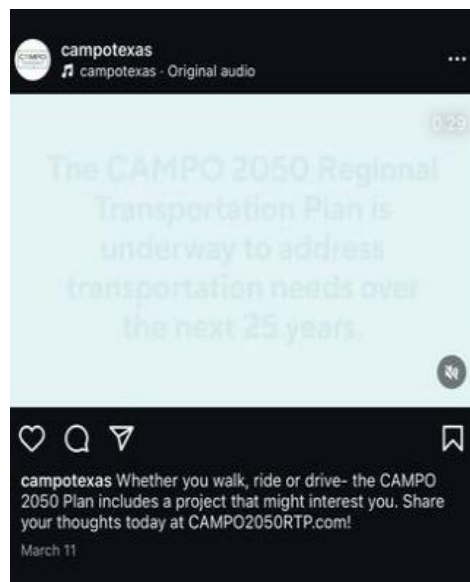 campotexas
campotexas · Original audio
0:29
The CAMPO 2050 Regional
Transportation Plan is
underway to address
transportation needs over
the next 25 years.
campotexas Whether you walk, ride or drive- the CAMPO
2050 Plan includes a project that might interest you. Share
your thoughts today at CAMPO2050RTP.com!
March 11